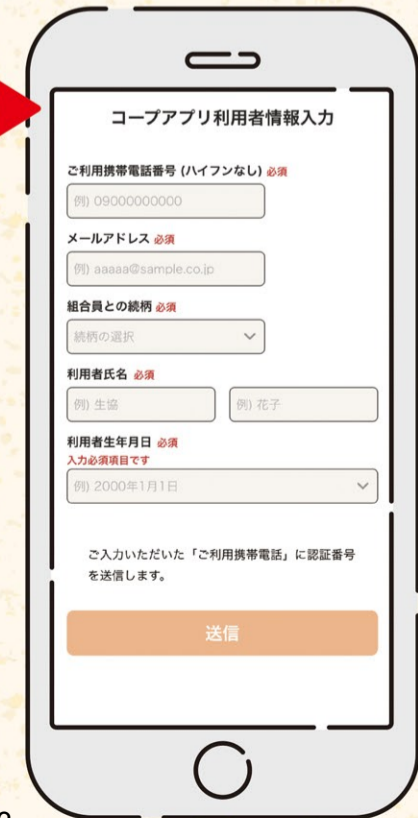 コープアプリ利用者情報入力
ご利用携帯電話番号 (ハイフンなし) 必須
例) 09000000000
メールアドレス 必須
例) aaaaa@sample.co.jp
組合員との続柄 必須
続柄の選択
利用者氏名 必須
例) 生協 例) 花子
利用者生年月日 必須
入力必須項目です
例) 2000年1月1日
ご入力いただいた「ご利用携帯電話」に認証番号
を送信します。
送信